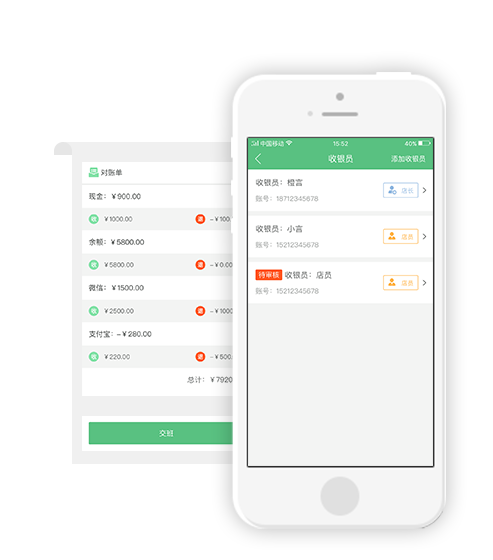 对账单
现金：￥900.00
收 ￥1000.00 退 -￥100
余额：￥5800.00
收 ￥5800.00 退 -￥0.00
微信：￥1500.00
收 ￥2500.00 退 -￥1000
支付宝：-￥280.00
收 ￥220.00 退 -￥500.
总计：￥7920
交班
中国移动 15:52 40%
收银员 添加收银员
收银员：橙言
账号：18712345678 店长
收银员：小言
账号：15212345678 店员
待审核 收银员：店员
账号：15212345678 店员